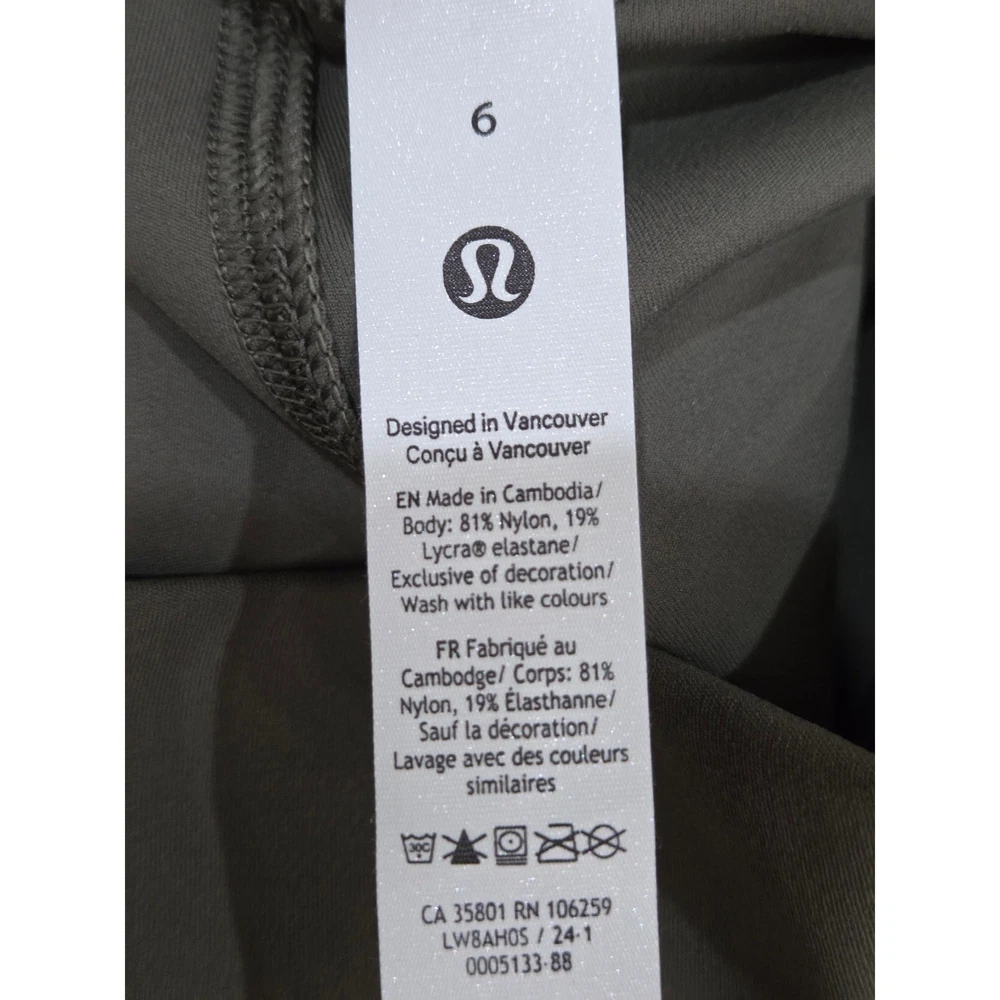 6
Designed in Vancouver
Conçu à Vancouver
EN Made in Cambodia/
Body: 81% Nylon, 19%
Lycra® elastane/
Exclusive of decoration/
Wash with like colours
FR Fabriqué au
Cambodge/ Corps: 81%
Nylon, 19% Élasthanne/
Sauf la décoration/
Lavage avec des couleurs
similaires
30C
CA 35801 RN 106259
LW8AH0S / 24-1
0005133-88